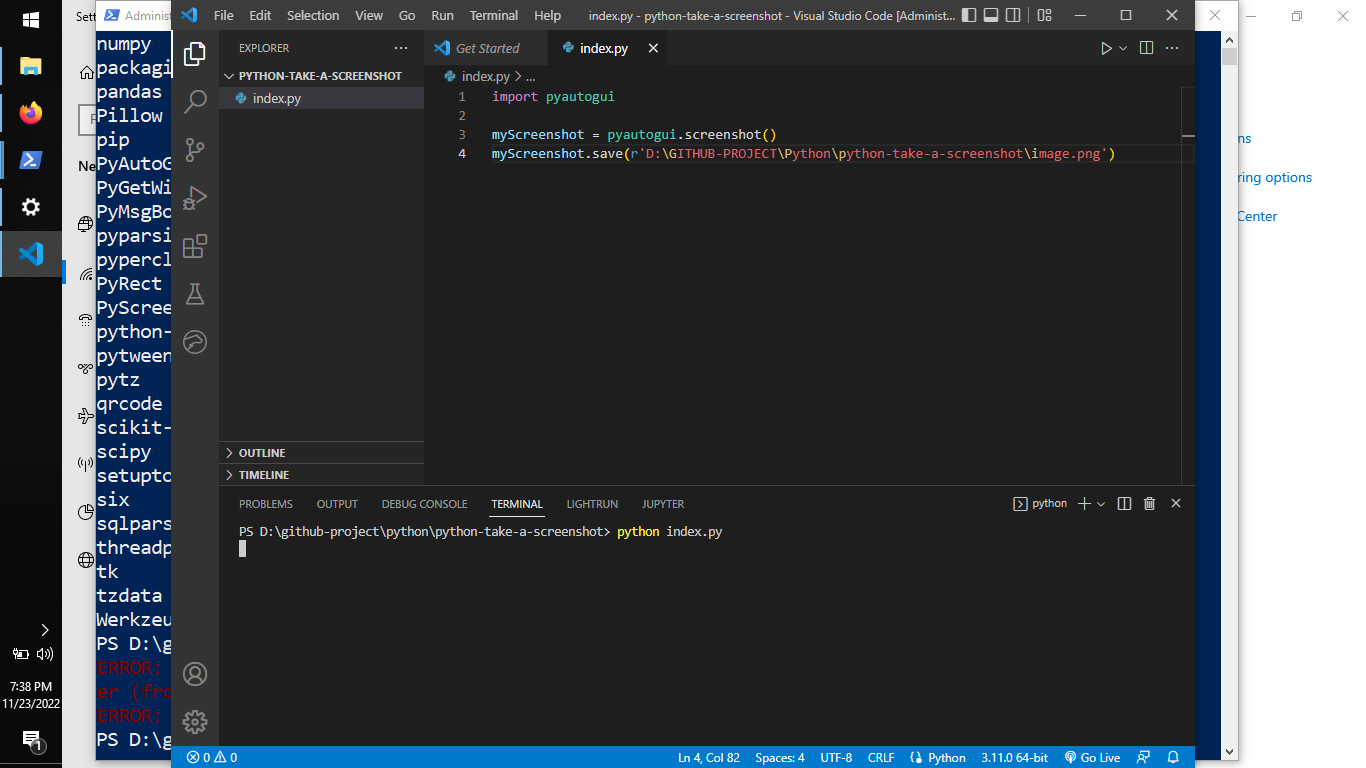 Sett
Administ
numpy
packagi
pandas
Pillow
pip
PyAutoG
PyGetWi
PyMsgBo
pyparsi
pypercl
PyRect
PyScree
python-
pytween
pytz
qrcode
scikit-
scipy
setupto
six
sqlpars
threadp
tk
tzdata
Werkzeu
PS D:\g
ERROR:
er (fro
ERROR:
PS D:\g
Ne
7:38 PM
11/23/2022
1
File Edit Selection View Go Run Terminal Help
index.py - python-take-a-screenshot - Visual Studio Code [Administ...
EXPLORER
PYTHON-TAKE-A-SCREENSHOT
index.py
OUTLINE
TIMELINE
Get Started
index.py
index.py > ...
1 import pyautogui
2
3 myScreenshot = pyautogui.screenshot()
4 myScreenshot.save(r'D:\GITHUB-PROJECT\Python\python-take-a-screenshot\image.png')
PROBLEMS OUTPUT DEBUG CONSOLE TERMINAL LIGHTRUN JUPYTER
python
PS D:\github-project\python\python-take-a-screenshot> python index.py
0 0
Ln 4, Col 82 Spaces: 4 UTF-8 CRLF Python 3.11.0 64-bit Go Live
ns
ring options
Center